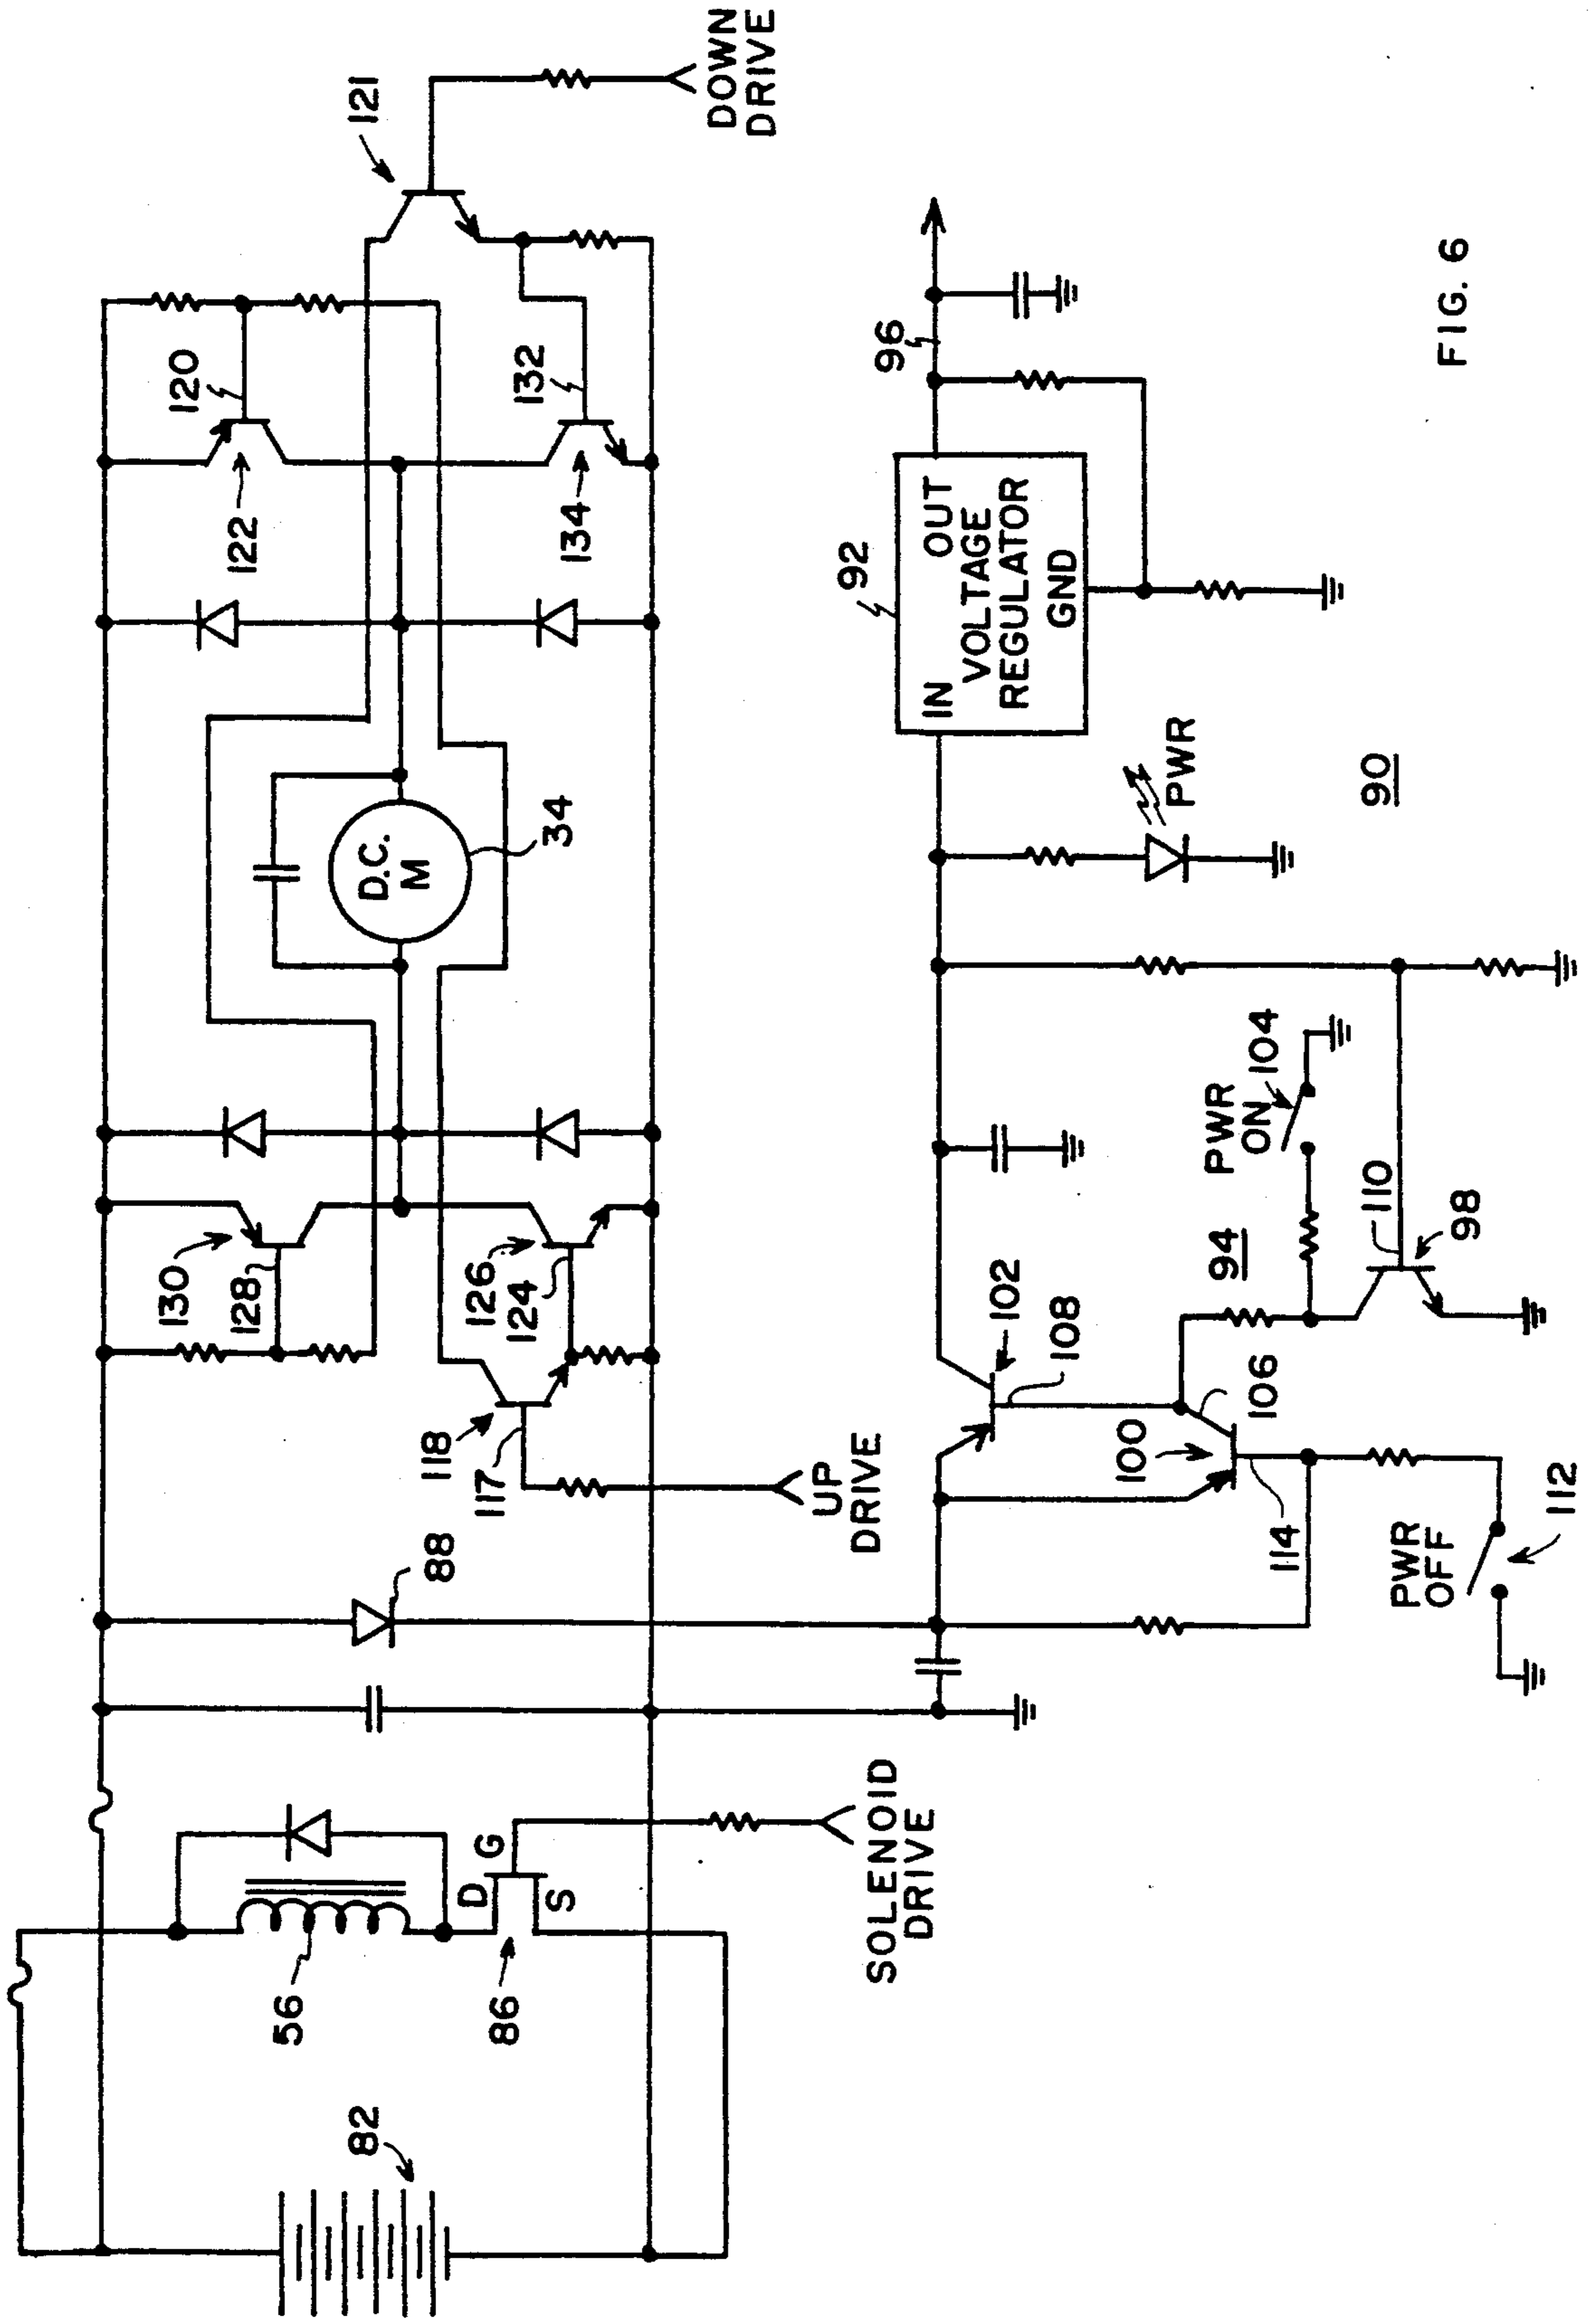 82
56
86
D
G
S
SOLENOID
DRIVE
88
118
117
UP
DRIVE
130
128
126
124
D.C.
M
34
120
122
132
134
121
DOWN
DRIVE
PWR
OFF
112
114
100
106
102
108
94
PWR
ON
104
110
98
PWR
90
92
IN
OUT
VOLTAGE
REGULATOR
GND
96
FIG. 6